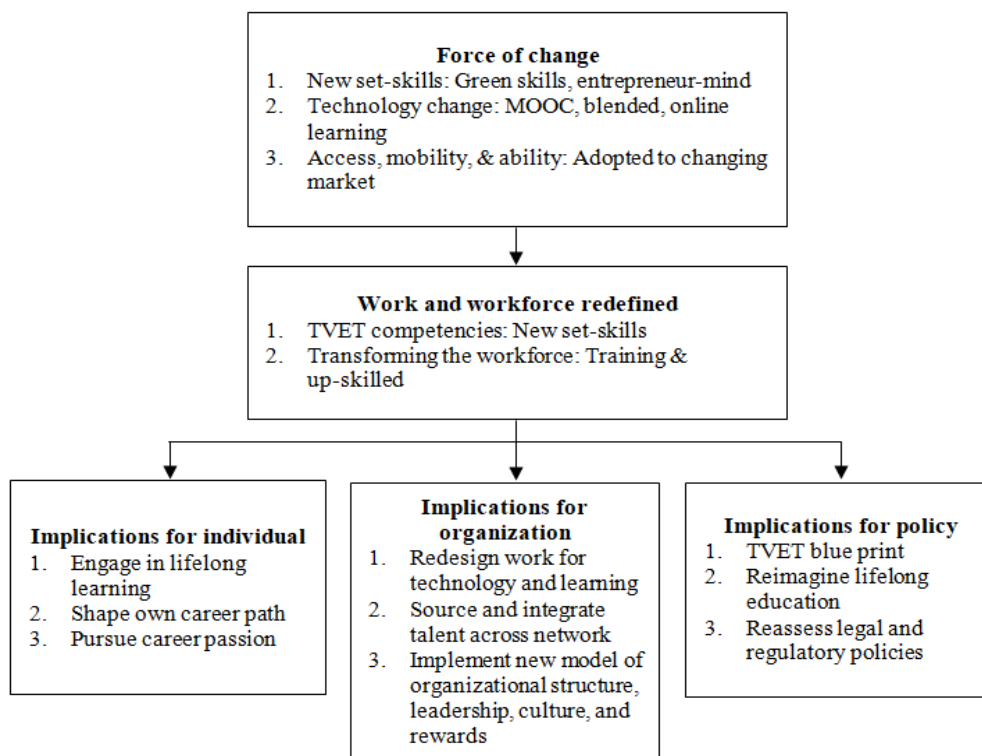 Force of change
1. New set-skills: Green skills, entrepreneur-mind
2. Technology change: MOOC, blended, online
learning
3. Access, mobility, & ability: Adopted to changing
market
Work and workforce redefined
1. TVET competencies: New set-skills
2. Transforming the workforce: Training &
up-skilled
Implications for individual
1. Engage in lifelong
learning
2. Shape own career path
3. Pursue career passion
Implications for
organization
1. Redesign work for
technology and learning
2. Source and integrate
talent across network
3. Implement new model of
organizational structure,
leadership, culture, and
rewards
Implications for policy
1. TVET blue print
2. Reimagine lifelong
education
3. Reassess legal and
regulatory policies